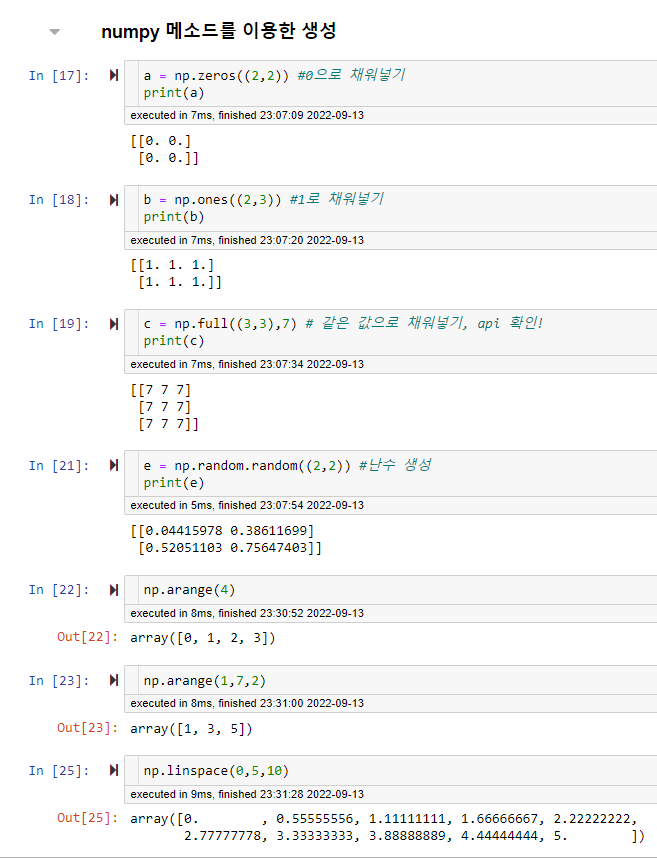 numpy 메소드를 이용한 생성
In [17]: a = np.zeros((2,2)) #0으로 채워넣기
print(a)
executed in 7ms, finished 23:07:09 2022-09-13
[[0. 0.]
[0. 0.]]
In [18]: b = np.ones((2,3)) #1로 채워넣기
print(b)
executed in 7ms, finished 23:07:20 2022-09-13
[[1. 1. 1.]
[1. 1. 1.]]
In [19]: c = np.full((3,3),7) # 같은 값으로 채워넣기, api 확인!
print(c)
executed in 7ms, finished 23:07:34 2022-09-13
[[7 7 7]
[7 7 7]
[7 7 7]]
In [21]: e = np.random.random((2,2)) #난수 생성
print(e)
executed in 5ms, finished 23:07:54 2022-09-13
[[0.04415978 0.38611699]
[0.52051103 0.75647403]]
In [22]: np.arange(4)
executed in 8ms, finished 23:30:52 2022-09-13
Out[22]: array([0, 1, 2, 3])
In [23]: np.arange(1,7,2)
executed in 8ms, finished 23:31:00 2022-09-13
Out[23]: array([1, 3, 5])
In [25]: np.linspace(0,5,10)
executed in 9ms, finished 23:31:28 2022-09-13
Out[25]: array([0.        , 0.55555556, 1.11111111, 1.66666667, 2.22222222,
2.77777778, 3.33333333, 3.88888889, 4.44444444, 5.        ])